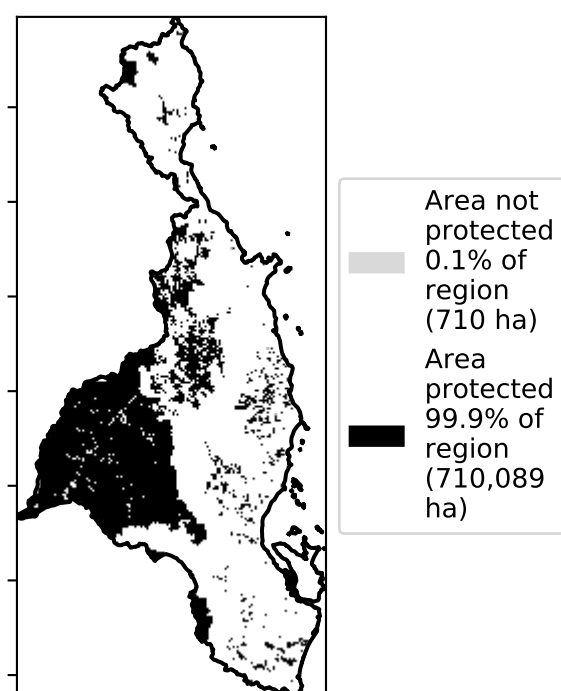 Area not
protected
0.1% of
region
(710 ha)
Area
protected
99.9% of
region
(710,089
ha)